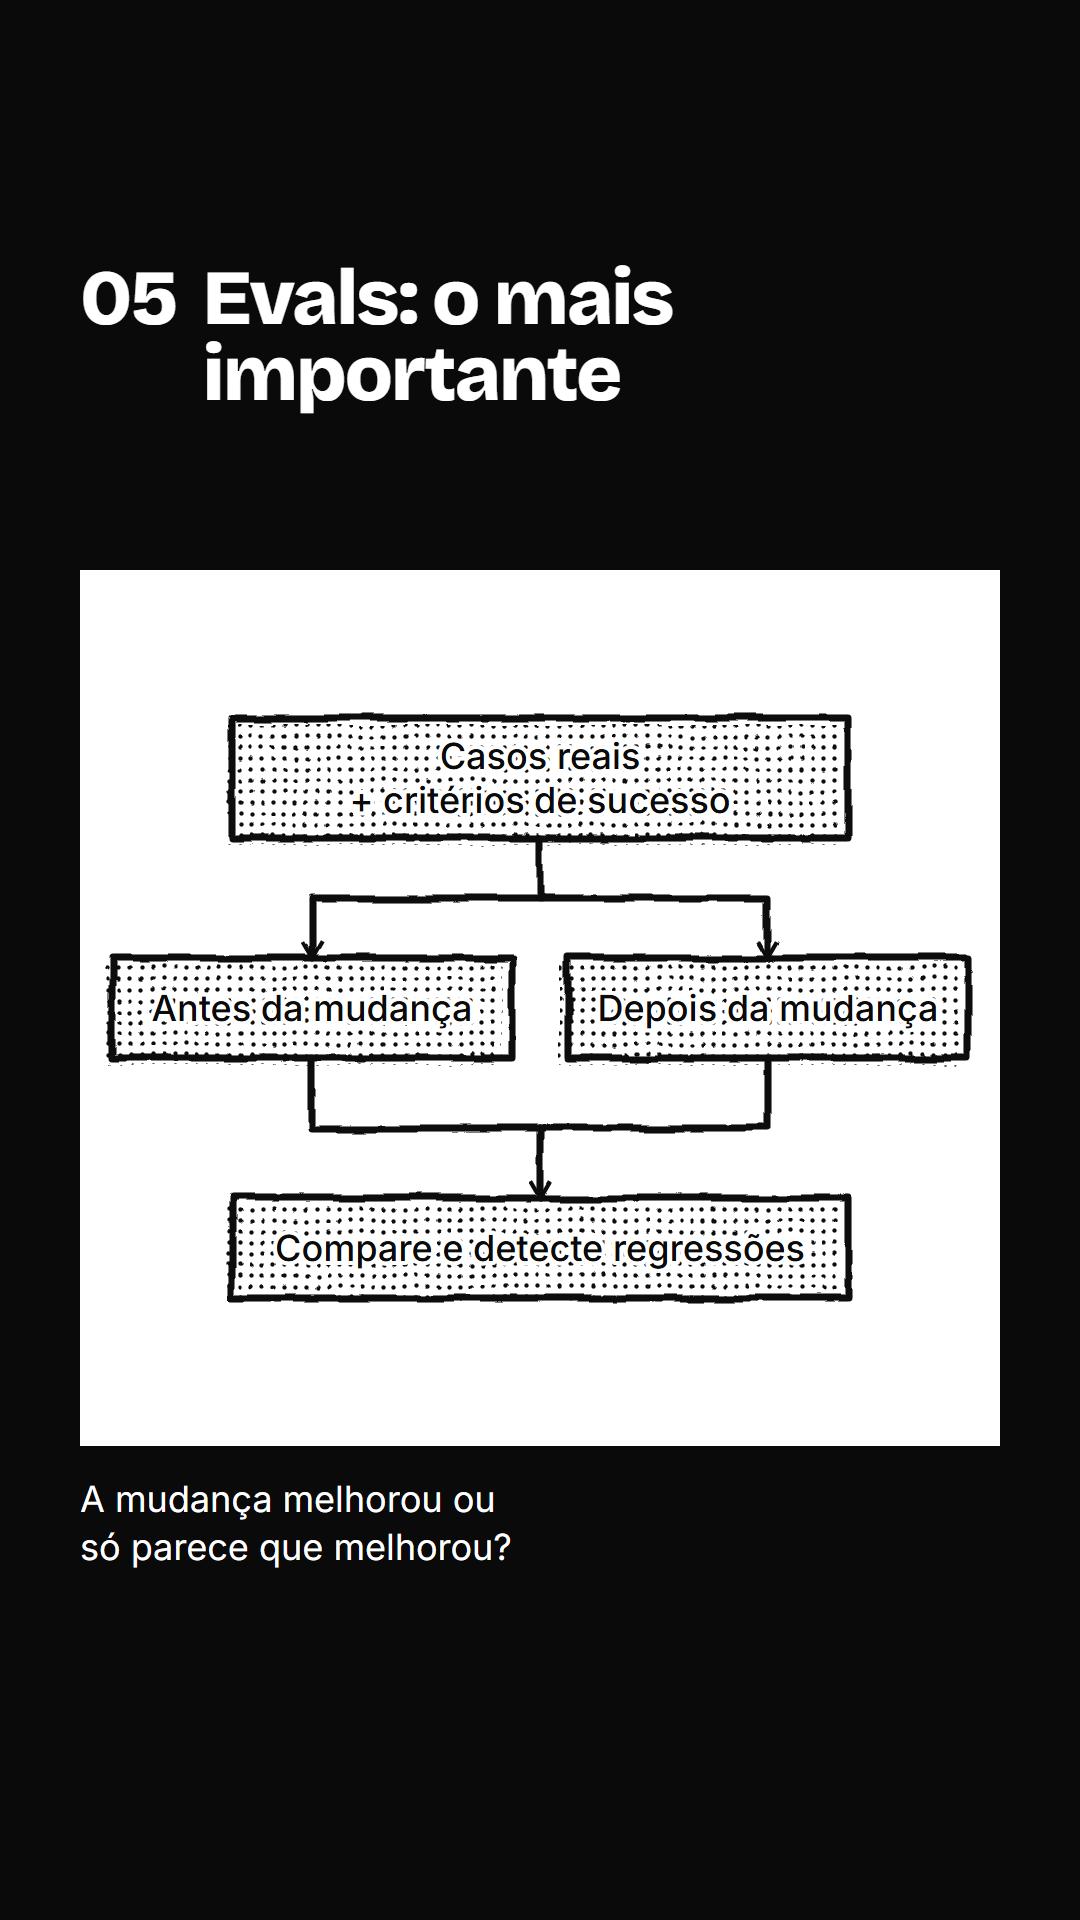 05 Evals: o mais
importante
Casos reais
+ critérios de sucesso
Antes da mudança
Depois da mudança
Compare e detecte regressões
A mudança melhorou ou
só parece que melhorou?